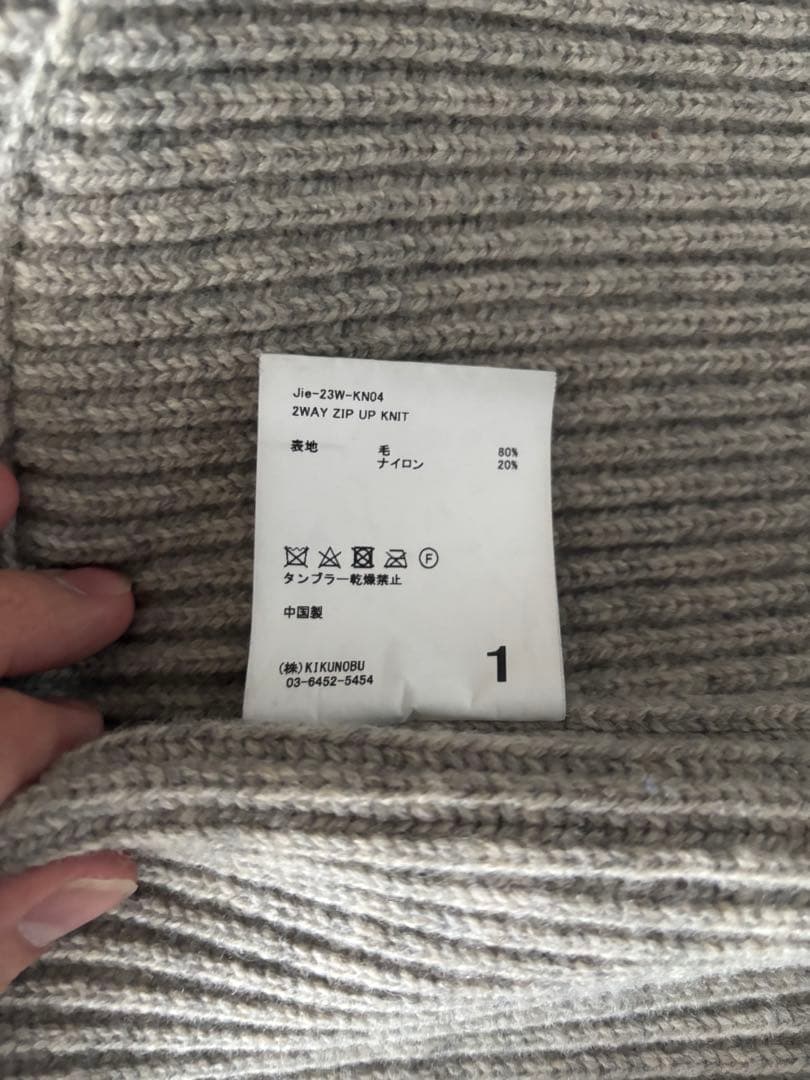 Jie-23W-KN04
2WAY ZIP UP KNIT
表地 毛 80%
ナイロン 20%
F
タンブラー乾燥禁止
中国製
(株)KIKUNOBU
03-6452-5454
1